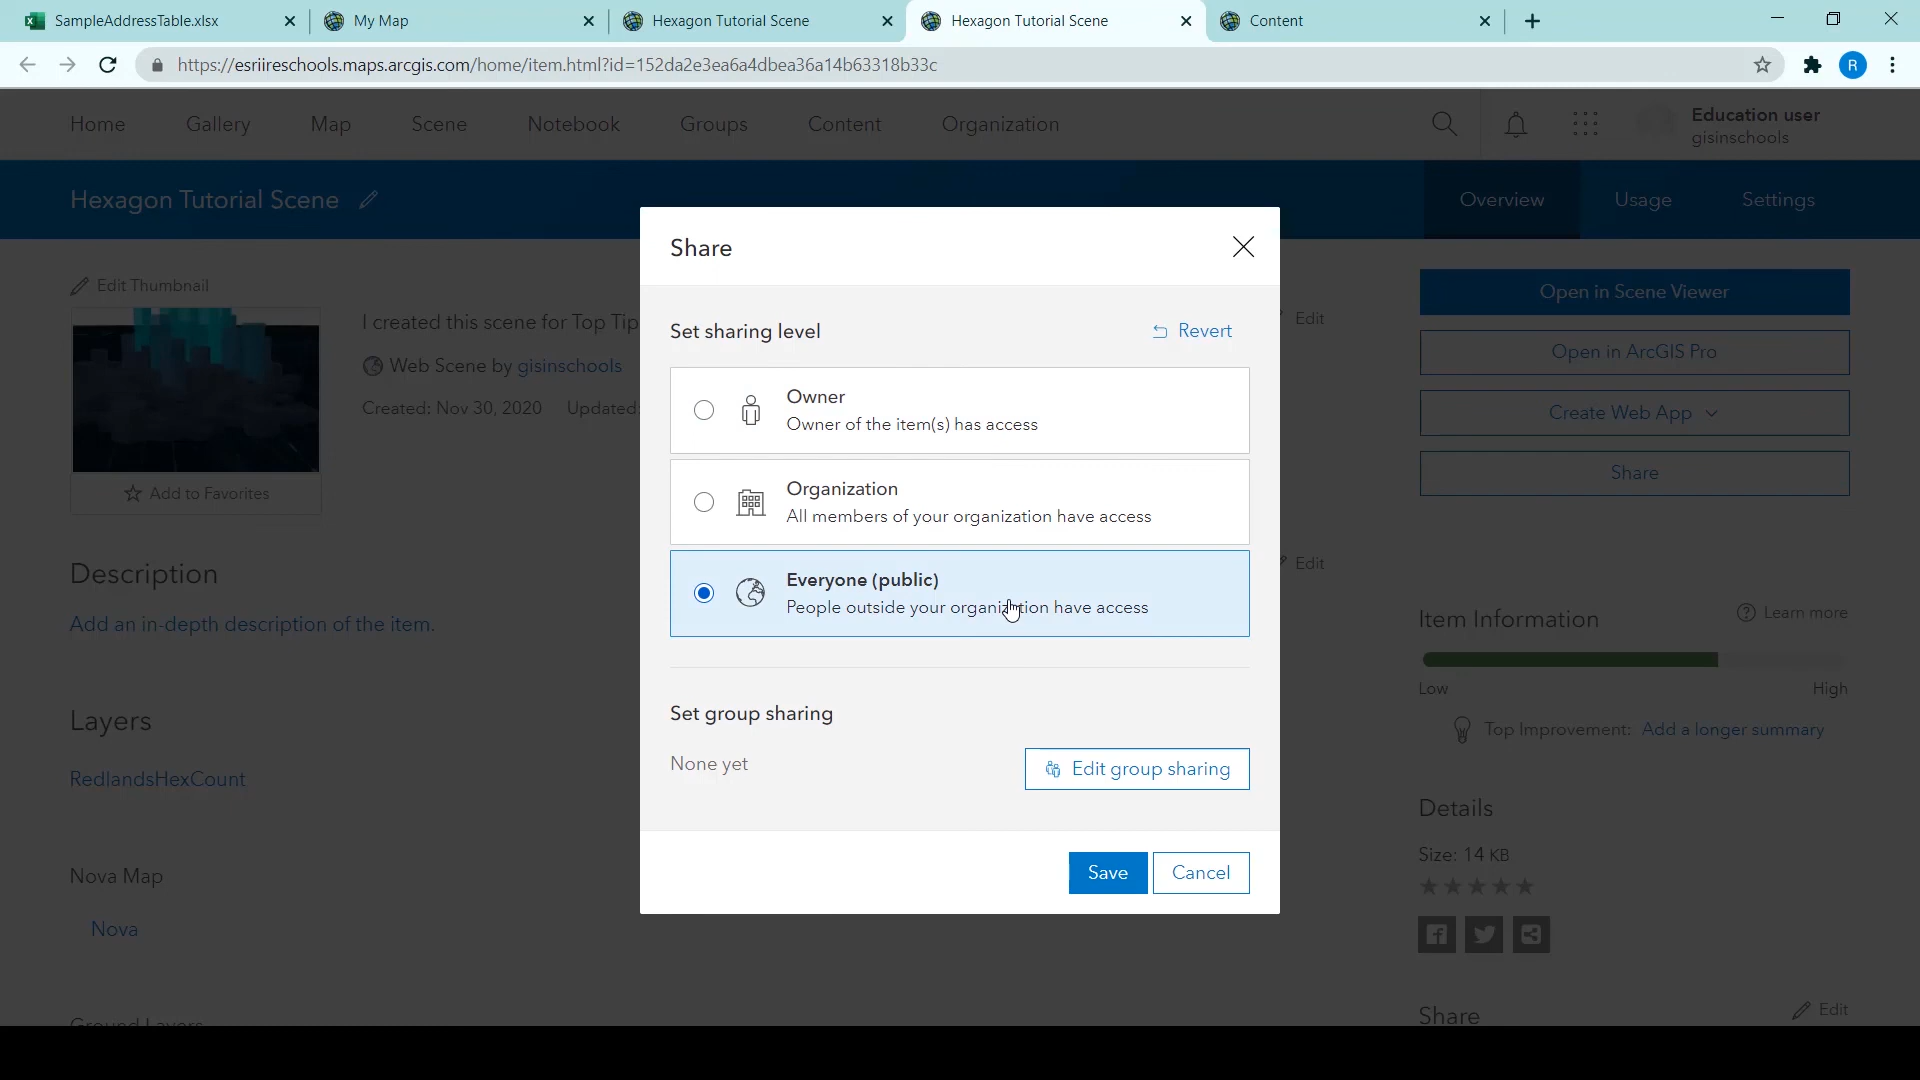 SampleAddressTable.xlsx
My Map
Hexagon Tutorial Scene
Hexagon Tutorial Scene
Content
https://esriireschools.maps.arcgis.com/home/item.html?id=152da2e3ea6a4dbea36a14b63318b33c
R
Home Gallery Map Scene Notebook Groups Content Organization
Education user
gisinschools
Hexagon Tutorial Scene
Overview Usage Settings
Edit Thumbnail
Add to Favorites
I created this scene for Top Tip
Web Scene by gisinschools
Created: Nov 30, 2020 Updated:
Edit
Description
Add an in-depth description of the item.
Edit
Layers
RedlandsHexCount
Nova Map
Nova
Ground Layers
Share
Set sharing level
Revert
Owner
Owner of the item(s) has access
Organization
All members of your organization have access
Everyone (public)
People outside your organization have access
Set group sharing
None yet
Edit group sharing
Save
Cancel
Open in Scene Viewer
Open in ArcGIS Pro
Create Web App
Share
Item Information
Learn more
Low High
Top Improvement: Add a longer summary
Details
Size: 14 KB
Share
Edit